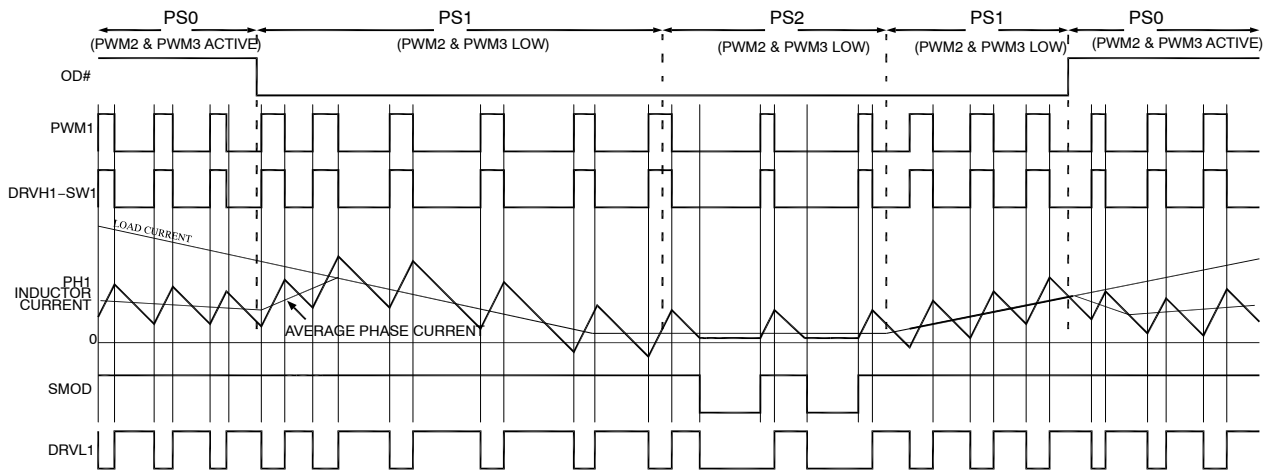 PS0
PS1
PS2
PS1
PS0
(PWM2 & PWM3 ACTIVE)
(PWM2 & PWM3 LOW)
(PWM2 & PWM3 LOW)
(PWM2 & PWM3 LOW)
(PWM2 & PWM3 ACTIVE)
OD#
PWM1
DRVH1-SW1
LOAD CURRENT
PH1
INDUCTOR
CURRENT
AVERAGE PHASE CURRENT
0
SMOD
DRVL1